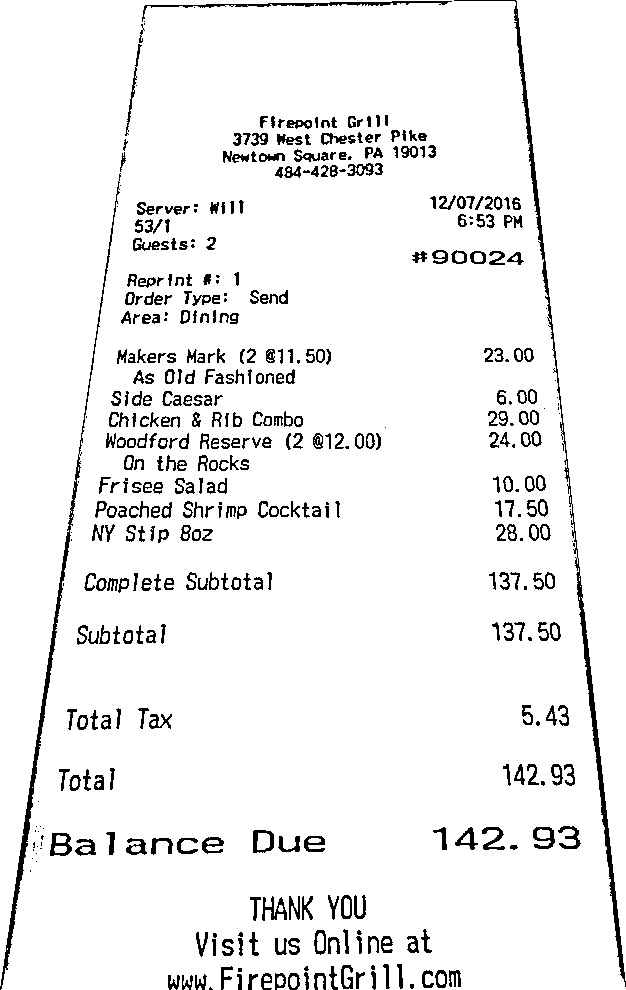 Firepoint Grill
3739 West Chester Pike
Newtown Square, PA 19013
484-428-3093
Server: Will 12/07/2016
53/1 6:53 PM
Guests: 2
#90024
Reprint #: 1
Order Type: Send
Area: Dining
Makers Mark (2 @11.50) 23.00
As Old Fashioned
Side Caesar 6.00
Chicken & Rib Combo 29.00
Woodford Reserve (2 @12.00) 24.00
On the Rocks
Frisee Salad 10.00
Poached Shrimp Cocktail 17.50
NY Stip 8oz 28.00
Complete Subtotal 137.50
Subtotal 137.50
Total Tax 5.43
Total 142.93
Balance Due 142.93
THANK YOU
Visit us Online at
www.FirepointGrill.com